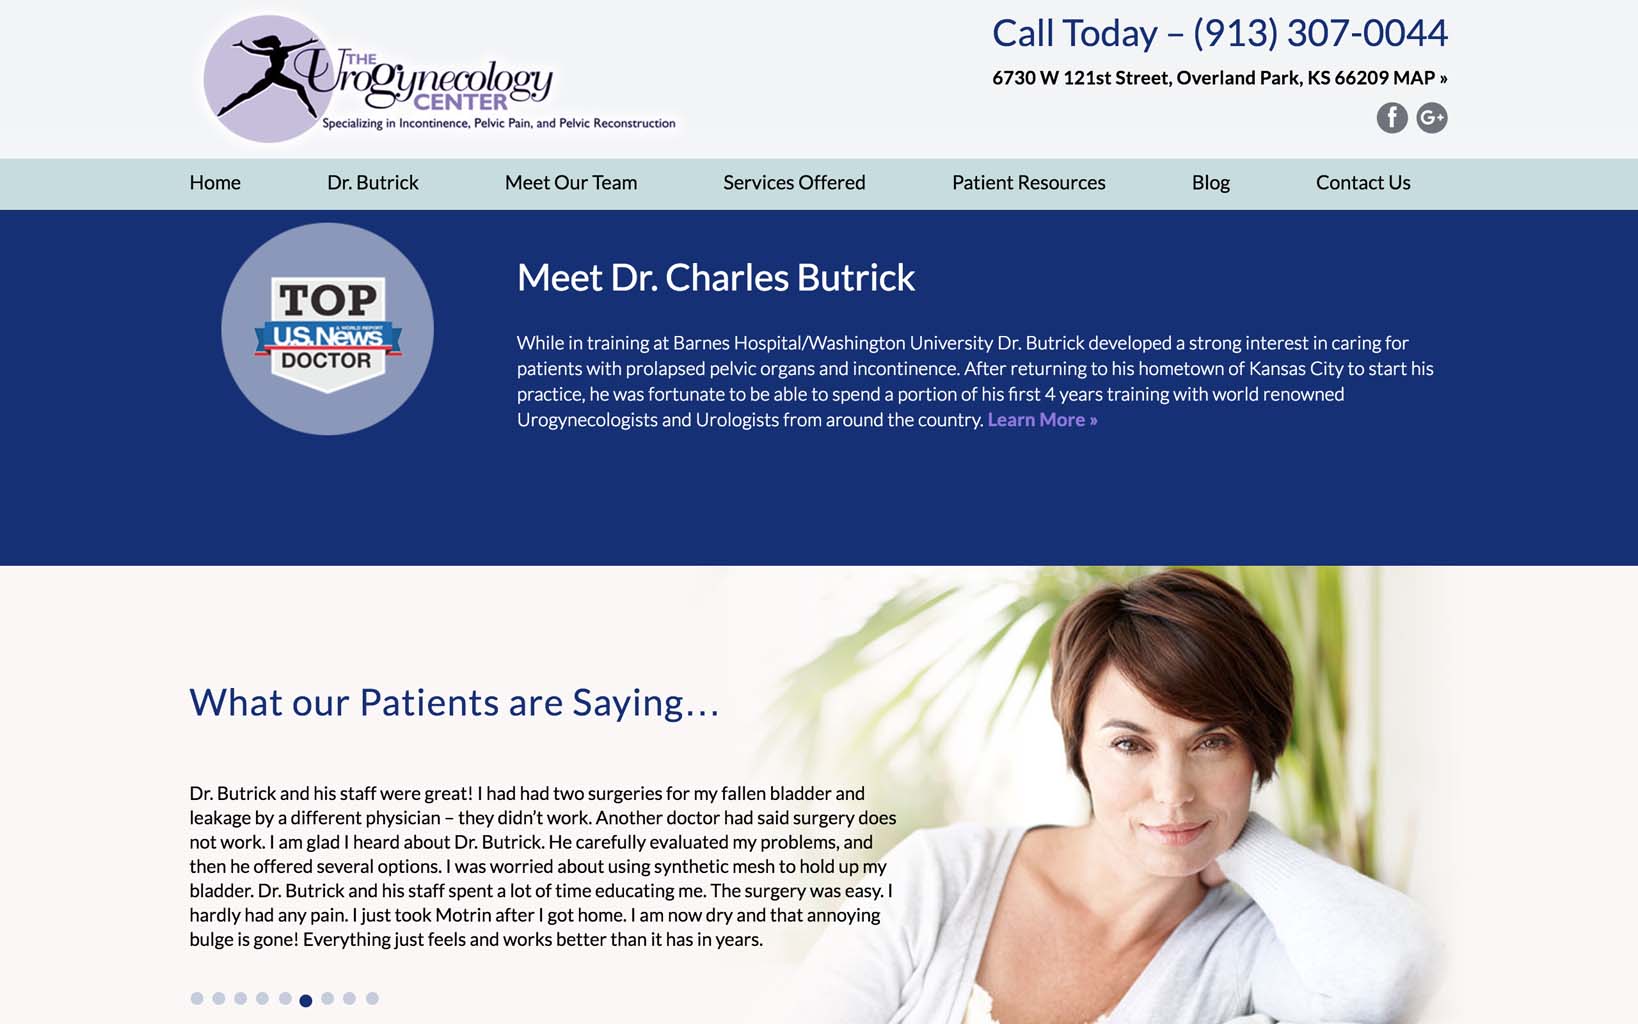 THE
Urogynecology
CENTER
Specializing in Incontinence, Pelvic Pain, and Pelvic Reconstruction
Call Today – (913) 307-0044
6730 W 121st Street, Overland Park, KS 66209 MAP »
f G+
Home Dr. Butrick Meet Our Team Services Offered Patient Resources Blog Contact Us
TOP
& WORLD REPORT
U.S. News
DOCTOR
Meet Dr. Charles Butrick
While in training at Barnes Hospital/Washington University Dr. Butrick developed a strong interest in caring for
patients with prolapsed pelvic organs and incontinence. After returning to his hometown of Kansas City to start his
practice, he was fortunate to be able to spend a portion of his first 4 years training with world renowned
Urogynecologists and Urologists from around the country. Learn More »
What our Patients are Saying…
Dr. Butrick and his staff were great! I had had two surgeries for my fallen bladder and
leakage by a different physician – they didn't work. Another doctor had said surgery does
not work. I am glad I heard about Dr. Butrick. He carefully evaluated my problems, and
then he offered several options. I was worried about using synthetic mesh to hold up my
bladder. Dr. Butrick and his staff spent a lot of time educating me. The surgery was easy. I
hardly had any pain. I just took Motrin after I got home. I am now dry and that annoying
bulge is gone! Everything just feels and works better than it has in years.